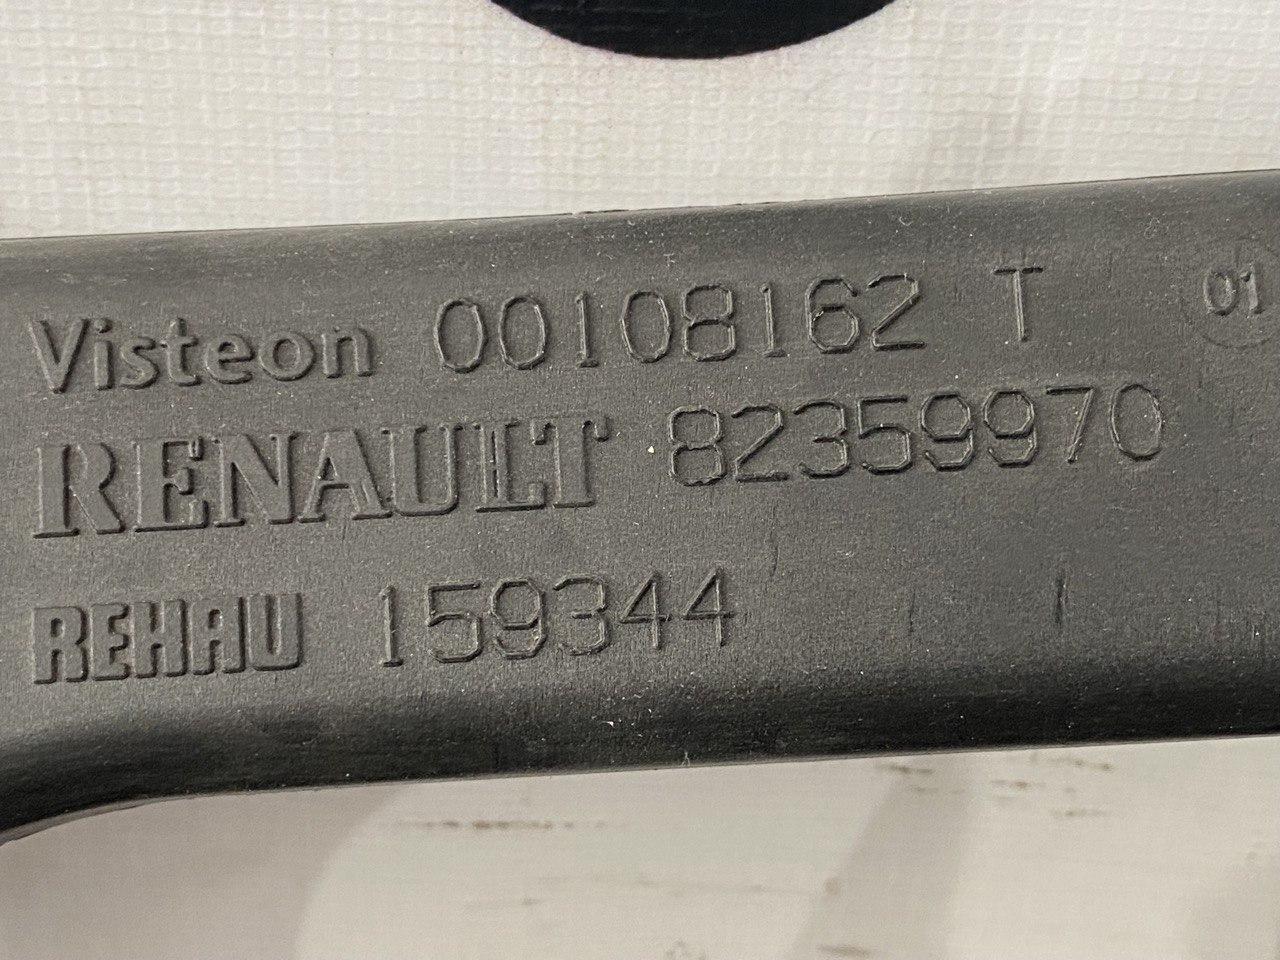 Visteon 00108162 T 01
RENAULT 82359970
REHAU 159344